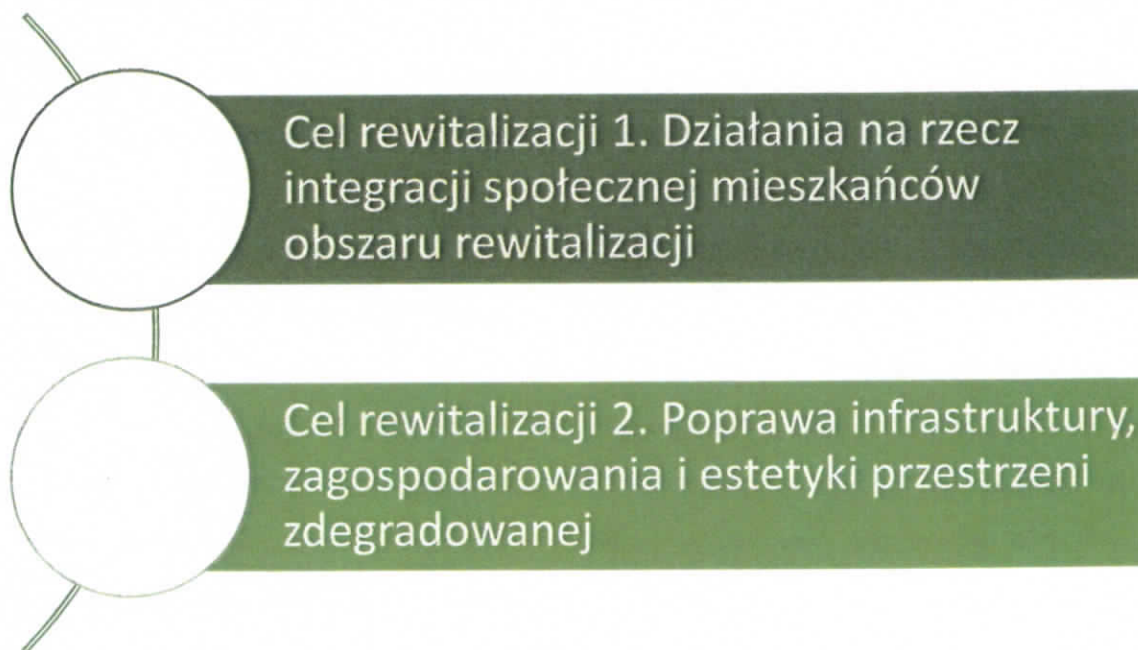 Cel rewitalizacji 1. Działania na rzecz
integracji społecznej mieszkańców
obszaru rewitalizacji
Cel rewitalizacji 2. Poprawa infrastruktury,
zagospodarowania i estetyki przestrzeni
zdegradowanej